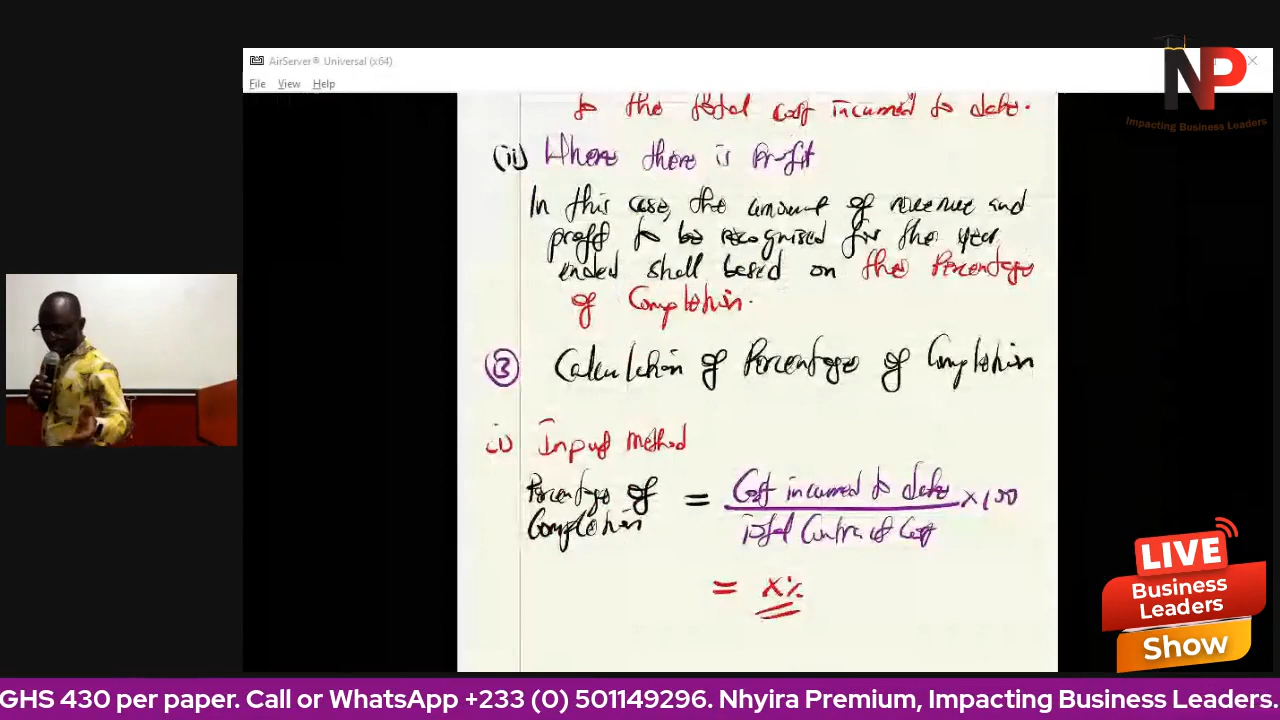 AirServer® Universal (x64)
File View Help
NP
Impacting Business Leaders
to the total cost incurred to date.
(ii) Where there is Profit
In this case, the amount of revenue and
profit to be recognised for the year
ended shall based on the Percentage
of Completion.
3 Calculation of Percentage of Completion
(i) Input Method
Percentage of Completion = Cost incurred to date × 100
Total Contract Cost
= X%
LIVE
Business
Leaders
Show
GHS 430 per paper. Call or WhatsApp +233 (0) 501149296. Nhyira Premium, Impacting Business Leaders.